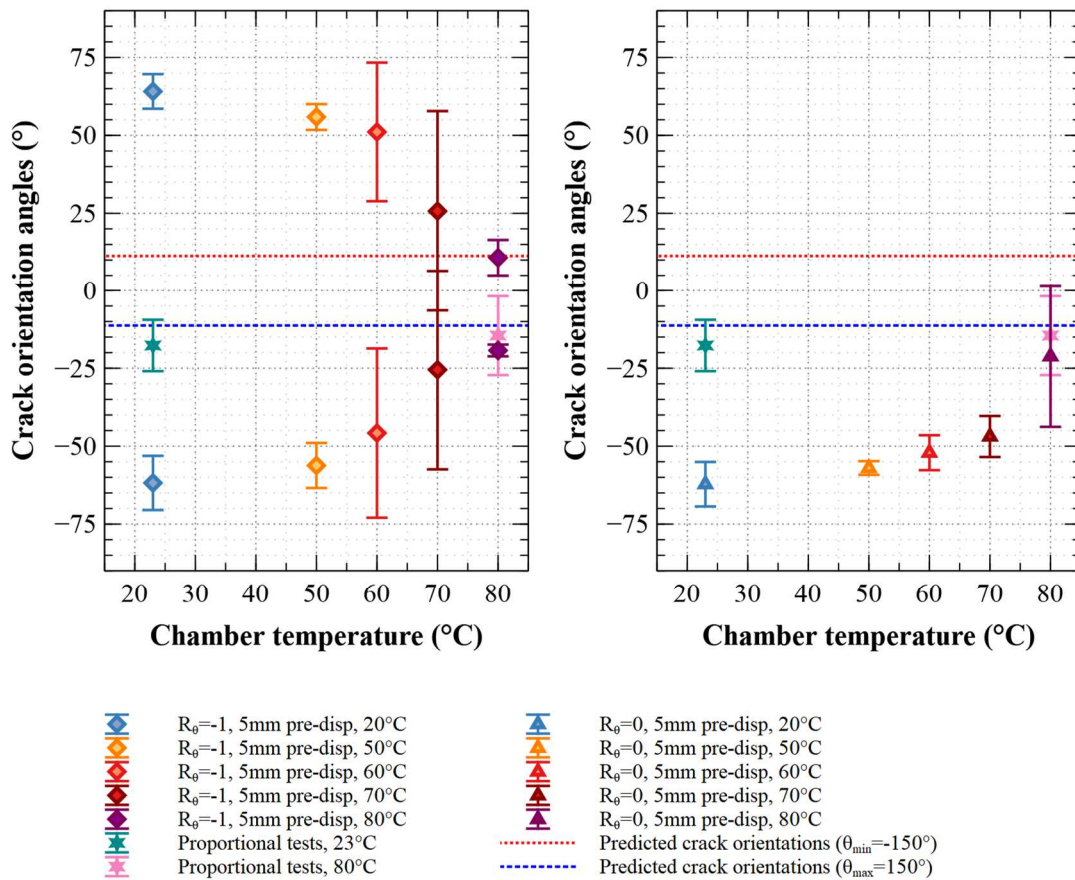 75
50
25
0
−25
−50
−75
20
30
40
50
60
70
80
Crack orientation angles (°)
Chamber temperature (°C)
75
50
25
0
−25
−50
−75
20
30
40
50
60
70
80
Crack orientation angles (°)
Chamber temperature (°C)
Rθ=-1, 5mm pre-disp, 20°C
Rθ=-1, 5mm pre-disp, 50°C
Rθ=-1, 5mm pre-disp, 60°C
Rθ=-1, 5mm pre-disp, 70°C
Rθ=-1, 5mm pre-disp, 80°C
Proportional tests, 23°C
Proportional tests, 80°C
Rθ=0, 5mm pre-disp, 20°C
Rθ=0, 5mm pre-disp, 50°C
Rθ=0, 5mm pre-disp, 60°C
Rθ=0, 5mm pre-disp, 70°C
Rθ=0, 5mm pre-disp, 80°C
Predicted crack orientations (θmin=-150°)
Predicted crack orientations (θmax=150°)